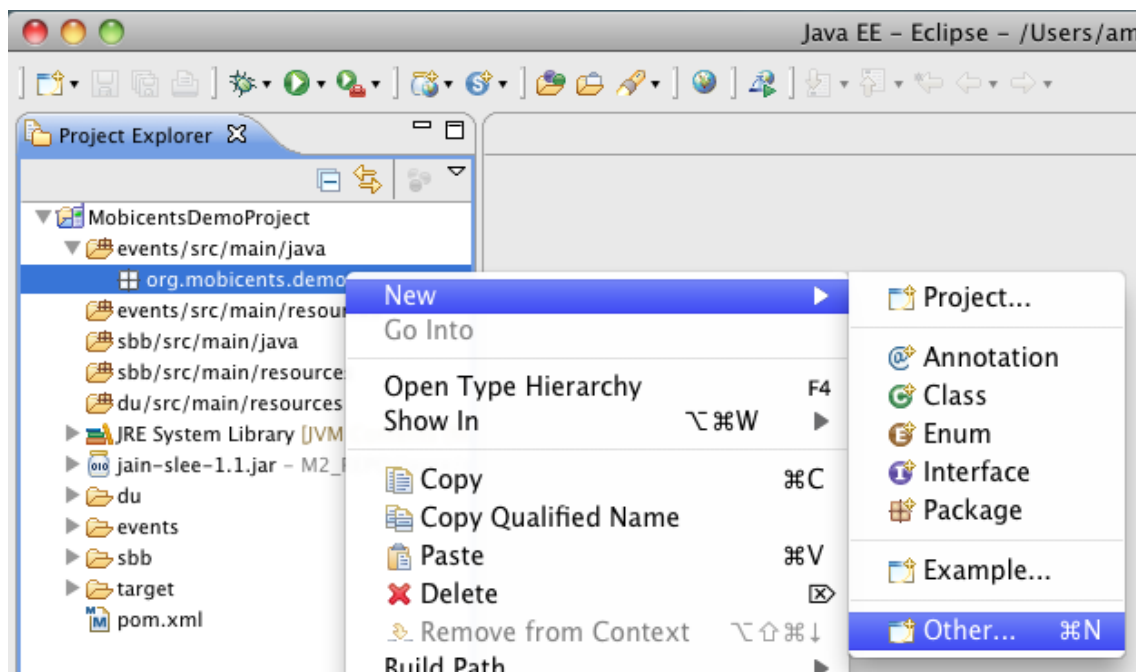 Java EE – Eclipse – /Users/am
Project Explorer
MobicentsDemoProject
events/src/main/java
org.mobicents.demo
events/src/main/resour
sbb/src/main/java
sbb/src/main/resource
du/src/main/resources
JRE System Library [JVM
jain-slee-1.1.jar – M2_
du
events
sbb
target
pom.xml
New
Go Into
Open Type Hierarchy F4
Show In ⌥⌘W
Copy ⌘C
Copy Qualified Name
Paste ⌘V
Delete ⌦
Remove from Context ⌥⇧⌘↓
Build Path
Project...
Annotation
Class
Enum
Interface
Package
Example...
Other... ⌘N